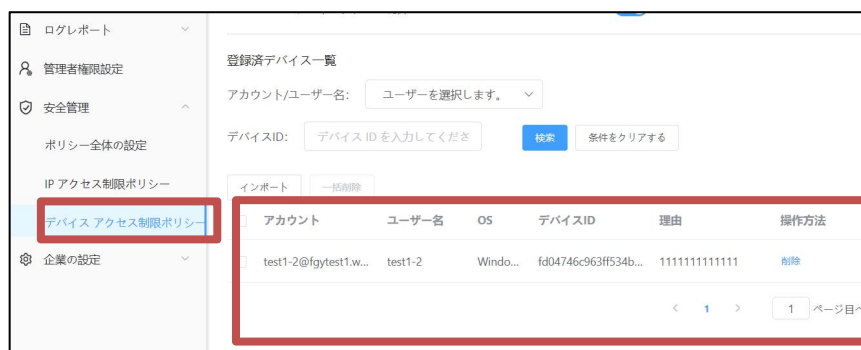 ログレポート
管理者権限設定
安全管理
ポリシー全体の設定
IP アクセス制限ポリシー
デバイス アクセス制限ポリシー
企業の設定
登録済デバイス一覧
アカウント/ユーザー名: ユーザーを選択します。
デバイスID: デバイス ID を入力してくださ 検索 条件をクリアする
インポート 一括削除
アカウント ユーザー名 OS デバイスID 理由 操作方法
test1-2@fgytest1.w... test1-2 Windo... fd04746c963ff534b... 1111111111111 削除
< 1 > 1 ページ目へ